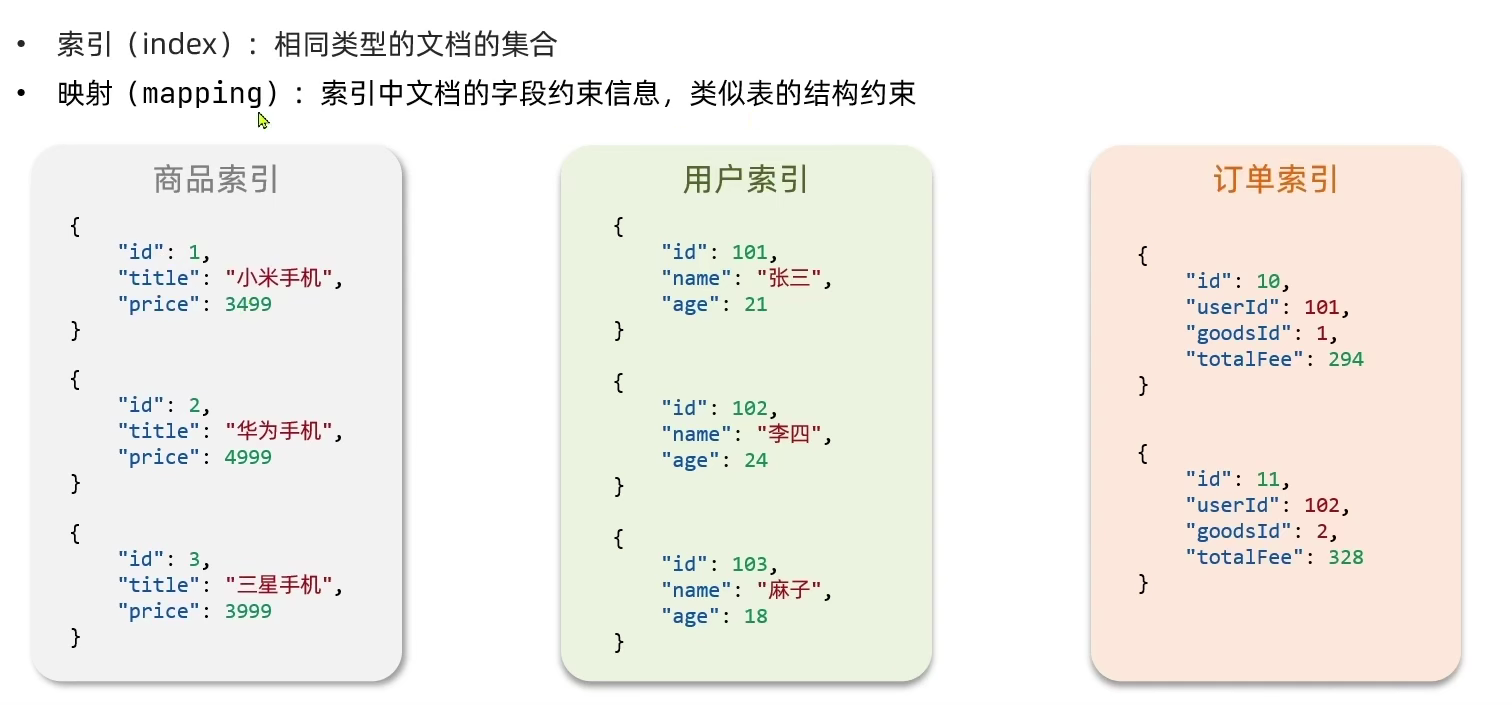 • 索引（index）：相同类型的文档的集合
• 映射（mapping）：索引中文档的字段约束信息，类似表的结构约束
商品索引
{
"id": 1,
"title": "小米手机",
"price": 3499
}
{
"id": 2,
"title": "华为手机",
"price": 4999
}
{
"id": 3,
"title": "三星手机",
"price": 3999
}
用户索引
{
"id": 101,
"name": "张三",
"age": 21
}
{
"id": 102,
"name": "李四",
"age": 24
}
{
"id": 103,
"name": "麻子",
"age": 18
}
订单索引
{
"id": 10,
"userId": 101,
"goodsId": 1,
"totalFee": 294
}
{
"id": 11,
"userId": 102,
"goodsId": 2,
"totalFee": 328
}